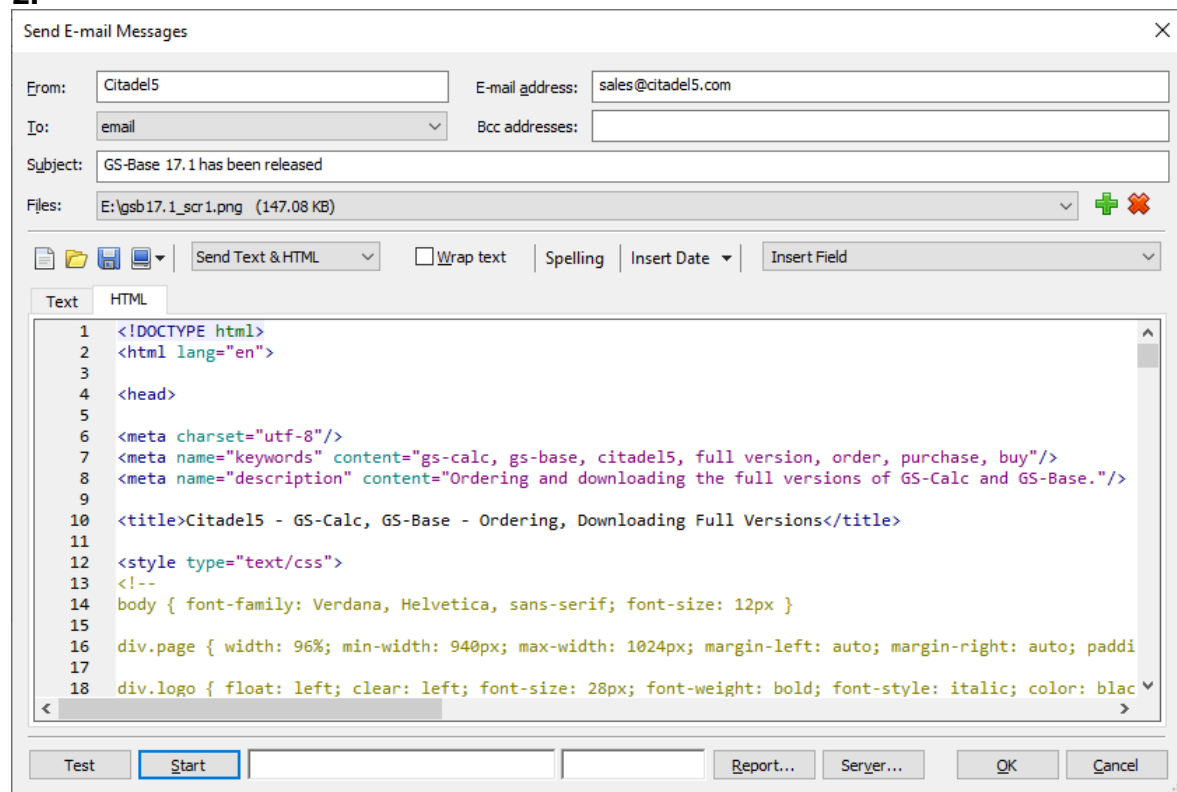 2.
Send E-mail Messages
From: Citadel5 E-mail address: sales@citadel5.com
To: email Bcc addresses:
Subject: GS-Base 17.1 has been released
Files: E:\gsb17.1_scr1.png (147.08 KB)
Send Text & HTML Wrap text Spelling Insert Date Insert Field
Text HTML
1 <!DOCTYPE html>
2 <html lang="en">
3
4 <head>
5
6 <meta charset="utf-8"/>
7 <meta name="keywords" content="gs-calc, gs-base, citadel5, full version, order, purchase, buy"/>
8 <meta name="description" content="Ordering and downloading the full versions of GS-Calc and GS-Base."/>
9
10 <title>Citadel5 - GS-Calc, GS-Base - Ordering, Downloading Full Versions</title>
11
12 <style type="text/css">
13 <!--
14 body { font-family: Verdana, Helvetica, sans-serif; font-size: 12px }
15
16 div.page { width: 96%; min-width: 940px; max-width: 1024px; margin-left: auto; margin-right: auto; paddi
17
18 div.logo { float: left; clear: left; font-size: 28px; font-weight: bold; font-style: italic; color: blac
Test Start Report... Server... OK Cancel